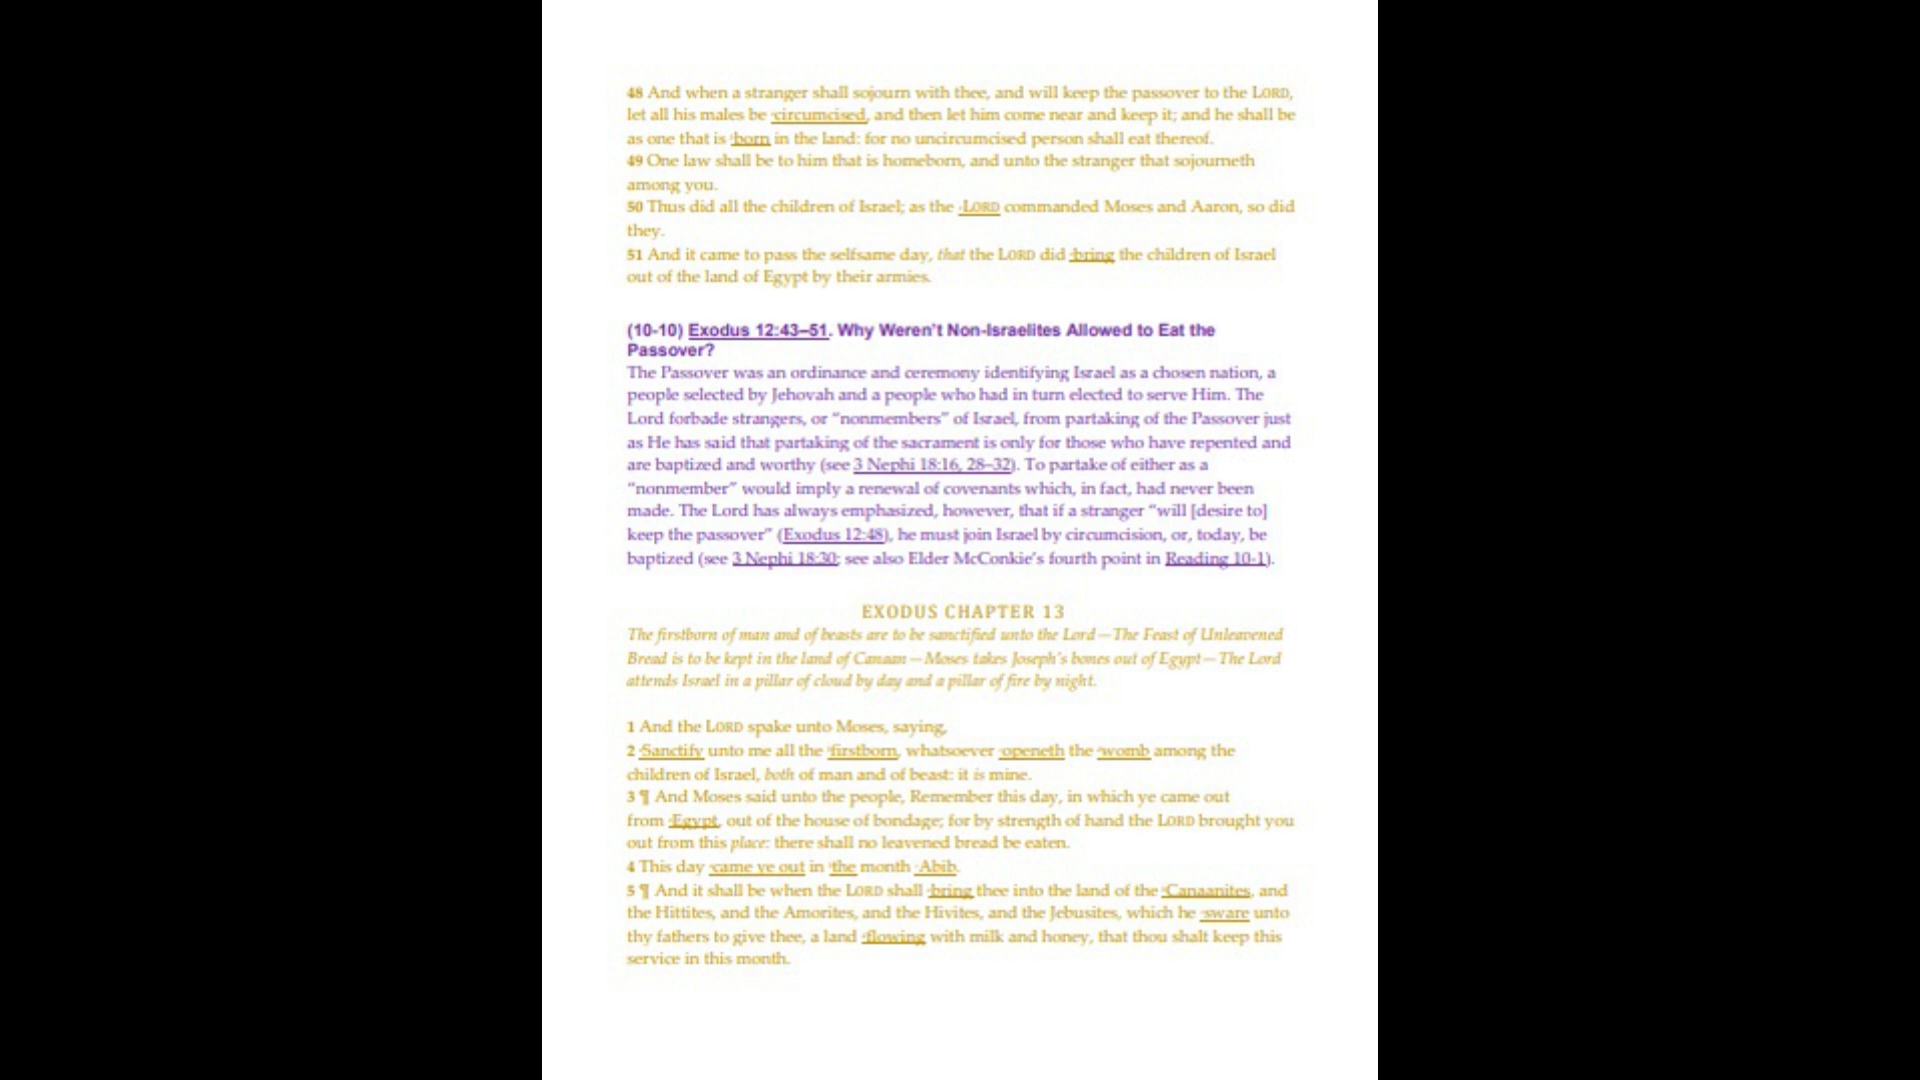 48 And when a stranger shall sojourn with thee, and will keep the passover to the LORD,
let all his males be circumcised, and then let him come near and keep it; and he shall be
as one that is born in the land: for no uncircumcised person shall eat thereof.
49 One law shall be to him that is homeborn, and unto the stranger that sojourneth
among you.
50 Thus did all the children of Israel; as the LORD commanded Moses and Aaron, so did
they.
51 And it came to pass the selfsame day, that the LORD did bring the children of Israel
out of the land of Egypt by their armies.
(10-10) Exodus 12:43–51. Why Weren't Non-Israelites Allowed to Eat the
Passover?
The Passover was an ordinance and ceremony identifying Israel as a chosen nation, a
people selected by Jehovah and a people who had in turn elected to serve Him. The
Lord forbade strangers, or “nonmembers” of Israel, from partaking of the Passover just
as He has said that partaking of the sacrament is only for those who have repented and
are baptized and worthy (see 3 Nephi 18:16, 28–32). To partake of either as a
“nonmember” would imply a renewal of covenants which, in fact, had never been
made. The Lord has always emphasized, however, that if a stranger “will [desire to]
keep the passover” (Exodus 12:48), he must join Israel by circumcision, or, today, be
baptized (see 3 Nephi 18:30; see also Elder McConkie's fourth point in Reading 10-1).
EXODUS CHAPTER 13
The firstborn of man and of beasts are to be sanctified unto the Lord—The Feast of Unleavened
Bread is to be kept in the land of Canaan—Moses takes Joseph's bones out of Egypt—The Lord
attends Israel in a pillar of cloud by day and a pillar of fire by night.
1 And the LORD spake unto Moses, saying,
2 Sanctify unto me all the firstborn, whatsoever openeth the womb among the
children of Israel, both of man and of beast: it is mine.
3 ¶ And Moses said unto the people, Remember this day, in which ye came out
from Egypt, out of the house of bondage; for by strength of hand the LORD brought you
out from this place: there shall no leavened bread be eaten.
4 This day came ye out in the month Abib.
5 ¶ And it shall be when the LORD shall bring thee into the land of the Canaanites, and
the Hittites, and the Amorites, and the Hivites, and the Jebusites, which he sware unto
thy fathers to give thee, a land flowing with milk and honey, that thou shalt keep this
service in this month.